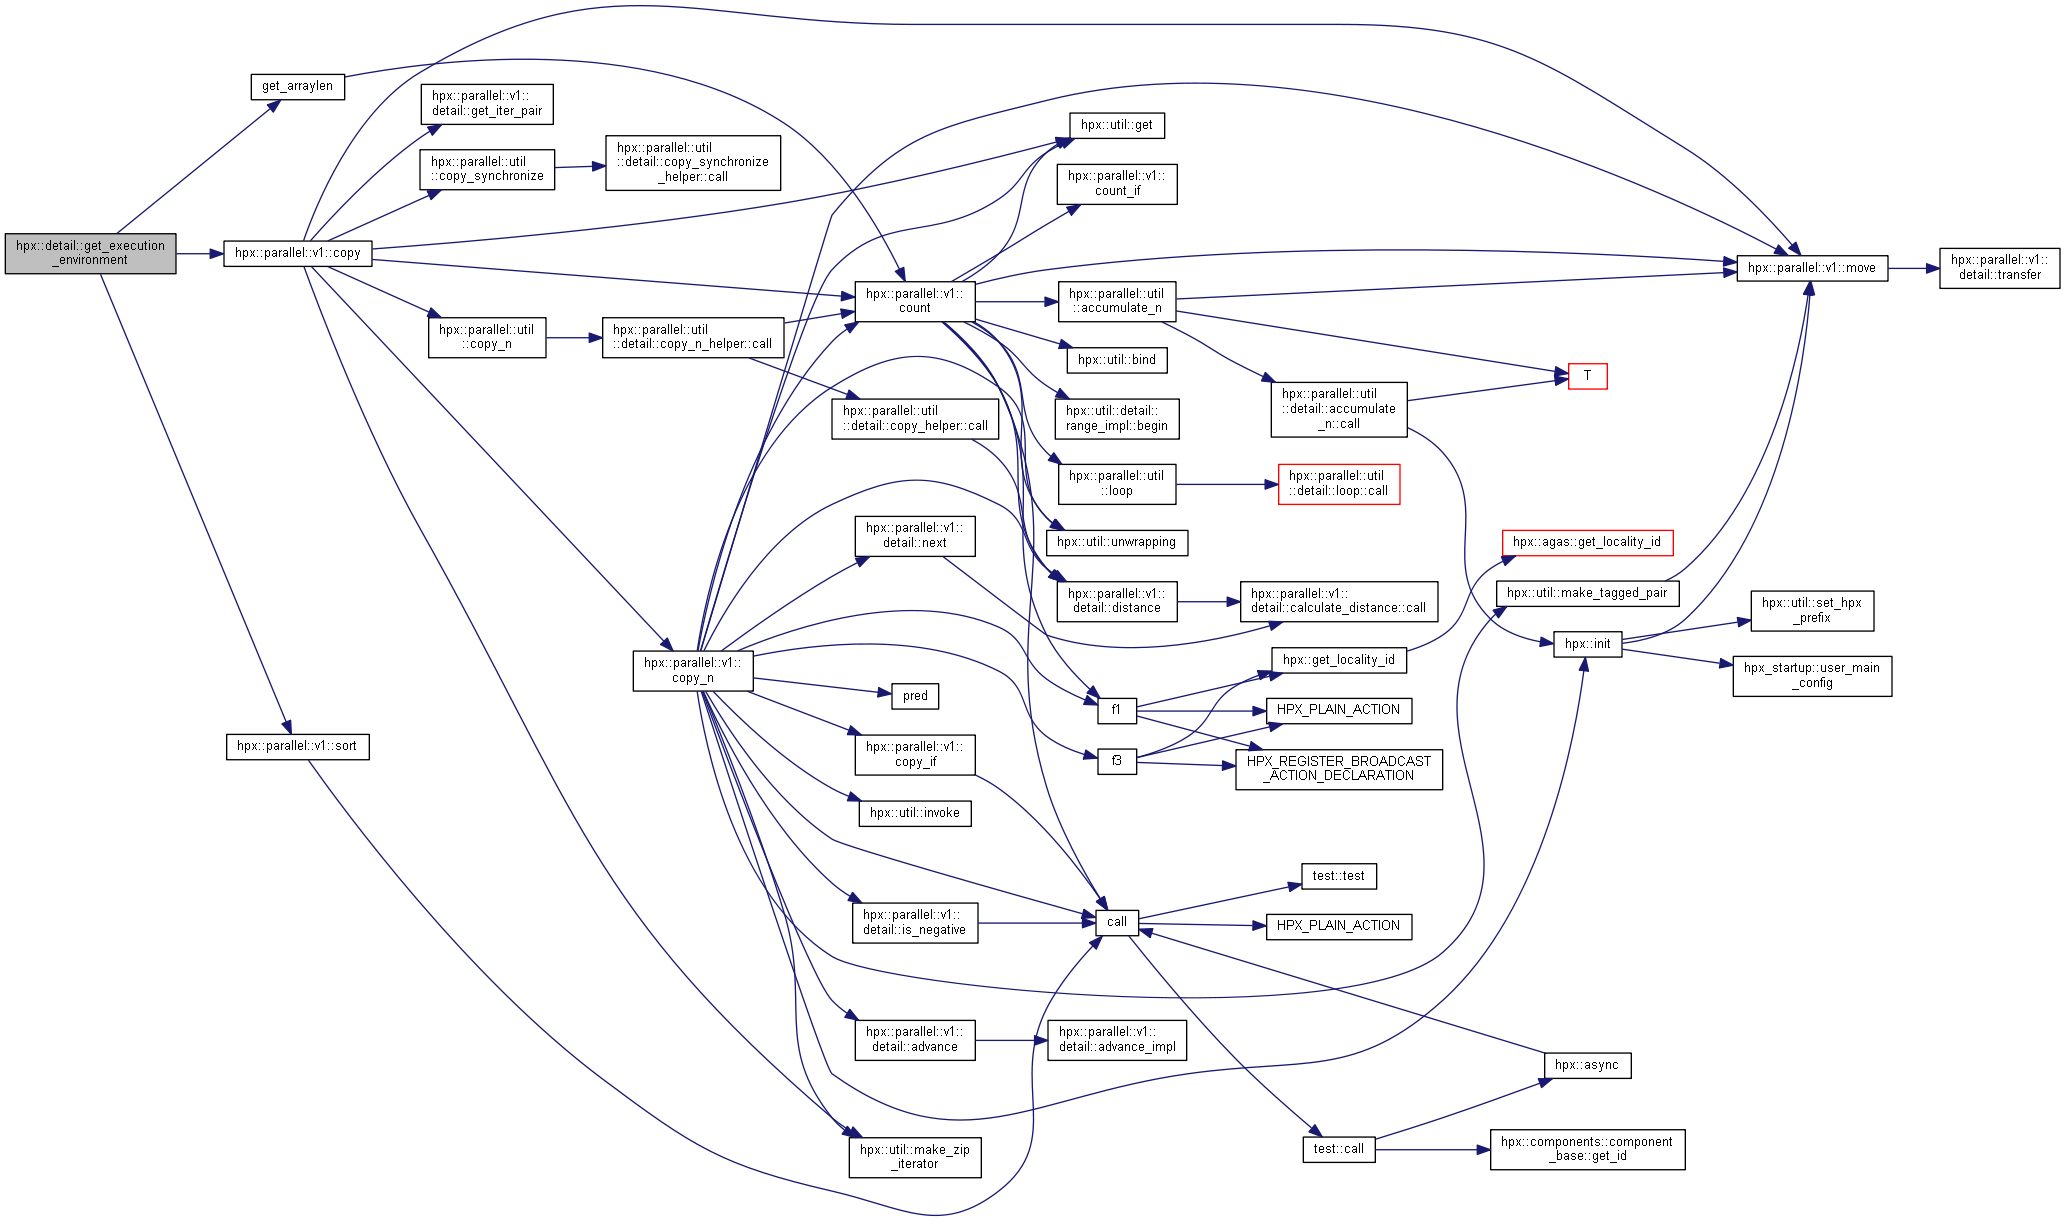 hpx::detail::get_execution
_environment
get_arraylen
hpx::parallel::v1::copy
hpx::parallel::v1::sort
hpx::parallel::v1::
detail::get_iter_pair
hpx::parallel::util
::copy_synchronize
hpx::parallel::util
::copy_n
hpx::parallel::util
::detail::copy_synchronize
_helper::call
hpx::parallel::util
::detail::copy_n_helper::call
hpx::parallel::v1::
copy_n
hpx::parallel::v1::
count
hpx::parallel::util
::detail::copy_helper::call
hpx::parallel::v1::
detail::next
pred
hpx::parallel::v1::
copy_if
hpx::util::invoke
hpx::parallel::v1::
detail::is_negative
hpx::parallel::v1::
detail::advance
hpx::util::make_zip
_iterator
hpx::util::get
hpx::parallel::v1::
count_if
hpx::parallel::util
::accumulate_n
hpx::util::bind
hpx::util::detail::
range_impl::begin
hpx::parallel::util
::loop
hpx::util::unwrapping
hpx::parallel::v1::
detail::distance
f1
f3
call
hpx::parallel::v1::
detail::advance_impl
hpx::parallel::util
::detail::accumulate
_n::call
hpx::parallel::util
::detail::loop::call
hpx::parallel::v1::
detail::calculate_distance::call
hpx::get_locality_id
HPX_PLAIN_ACTION
HPX_REGISTER_BROADCAST
_ACTION_DECLARATION
test::test
HPX_PLAIN_ACTION
test::call
T
hpx::agas::get_locality_id
hpx::util::make_tagged_pair
hpx::init
hpx::async
hpx::components::component
_base::get_id
hpx::parallel::v1::move
hpx::util::set_hpx
_prefix
hpx_startup::user_main
_config
hpx::parallel::v1::
detail::transfer